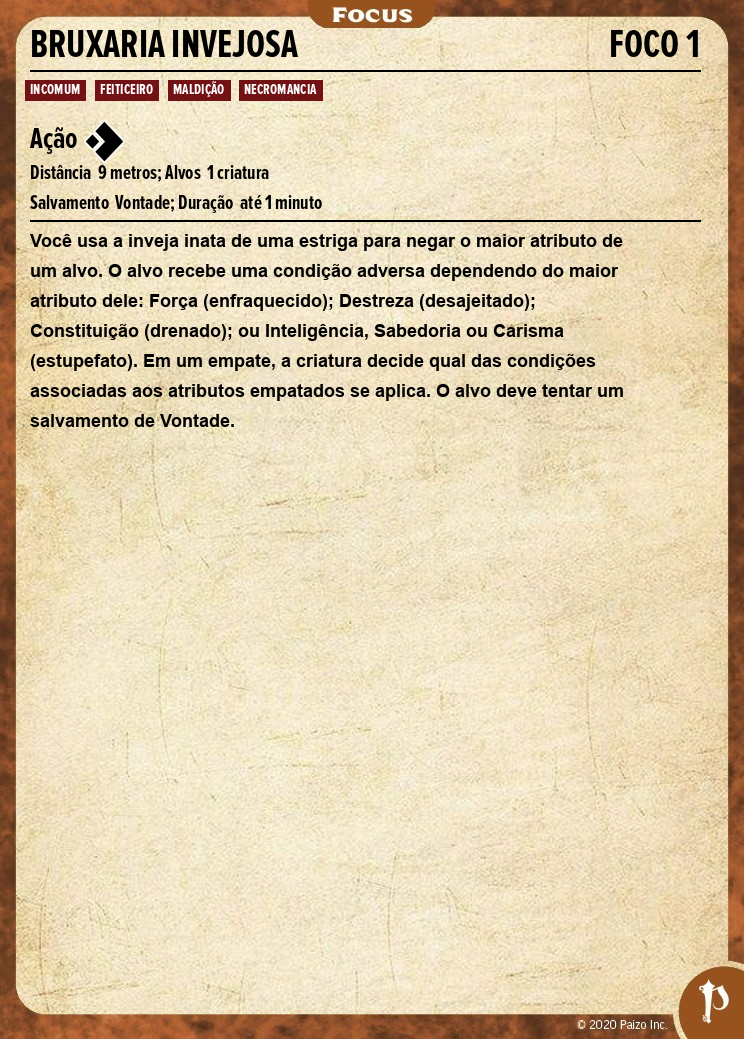 Focus
BRUXARIA INVEJOSA FOCO 1
INCOMUM FEITICEIRO MALDIÇÃO NECROMANCIA
Ação
Distância 9 metros; Alvos 1 criatura
Salvamento Vontade; Duração até 1 minuto
Você usa a inveja inata de uma estriga para negar o maior atributo de
um alvo. O alvo recebe uma condição adversa dependendo do maior
atributo dele: Força (enfraquecido); Destreza (desajeitado);
Constituição (drenado); ou Inteligência, Sabedoria ou Carisma
(estupefato). Em um empate, a criatura decide qual das condições
associadas aos atributos empatados se aplica. O alvo deve tentar um
salvamento de Vontade.
© 2020 Paizo Inc.
P